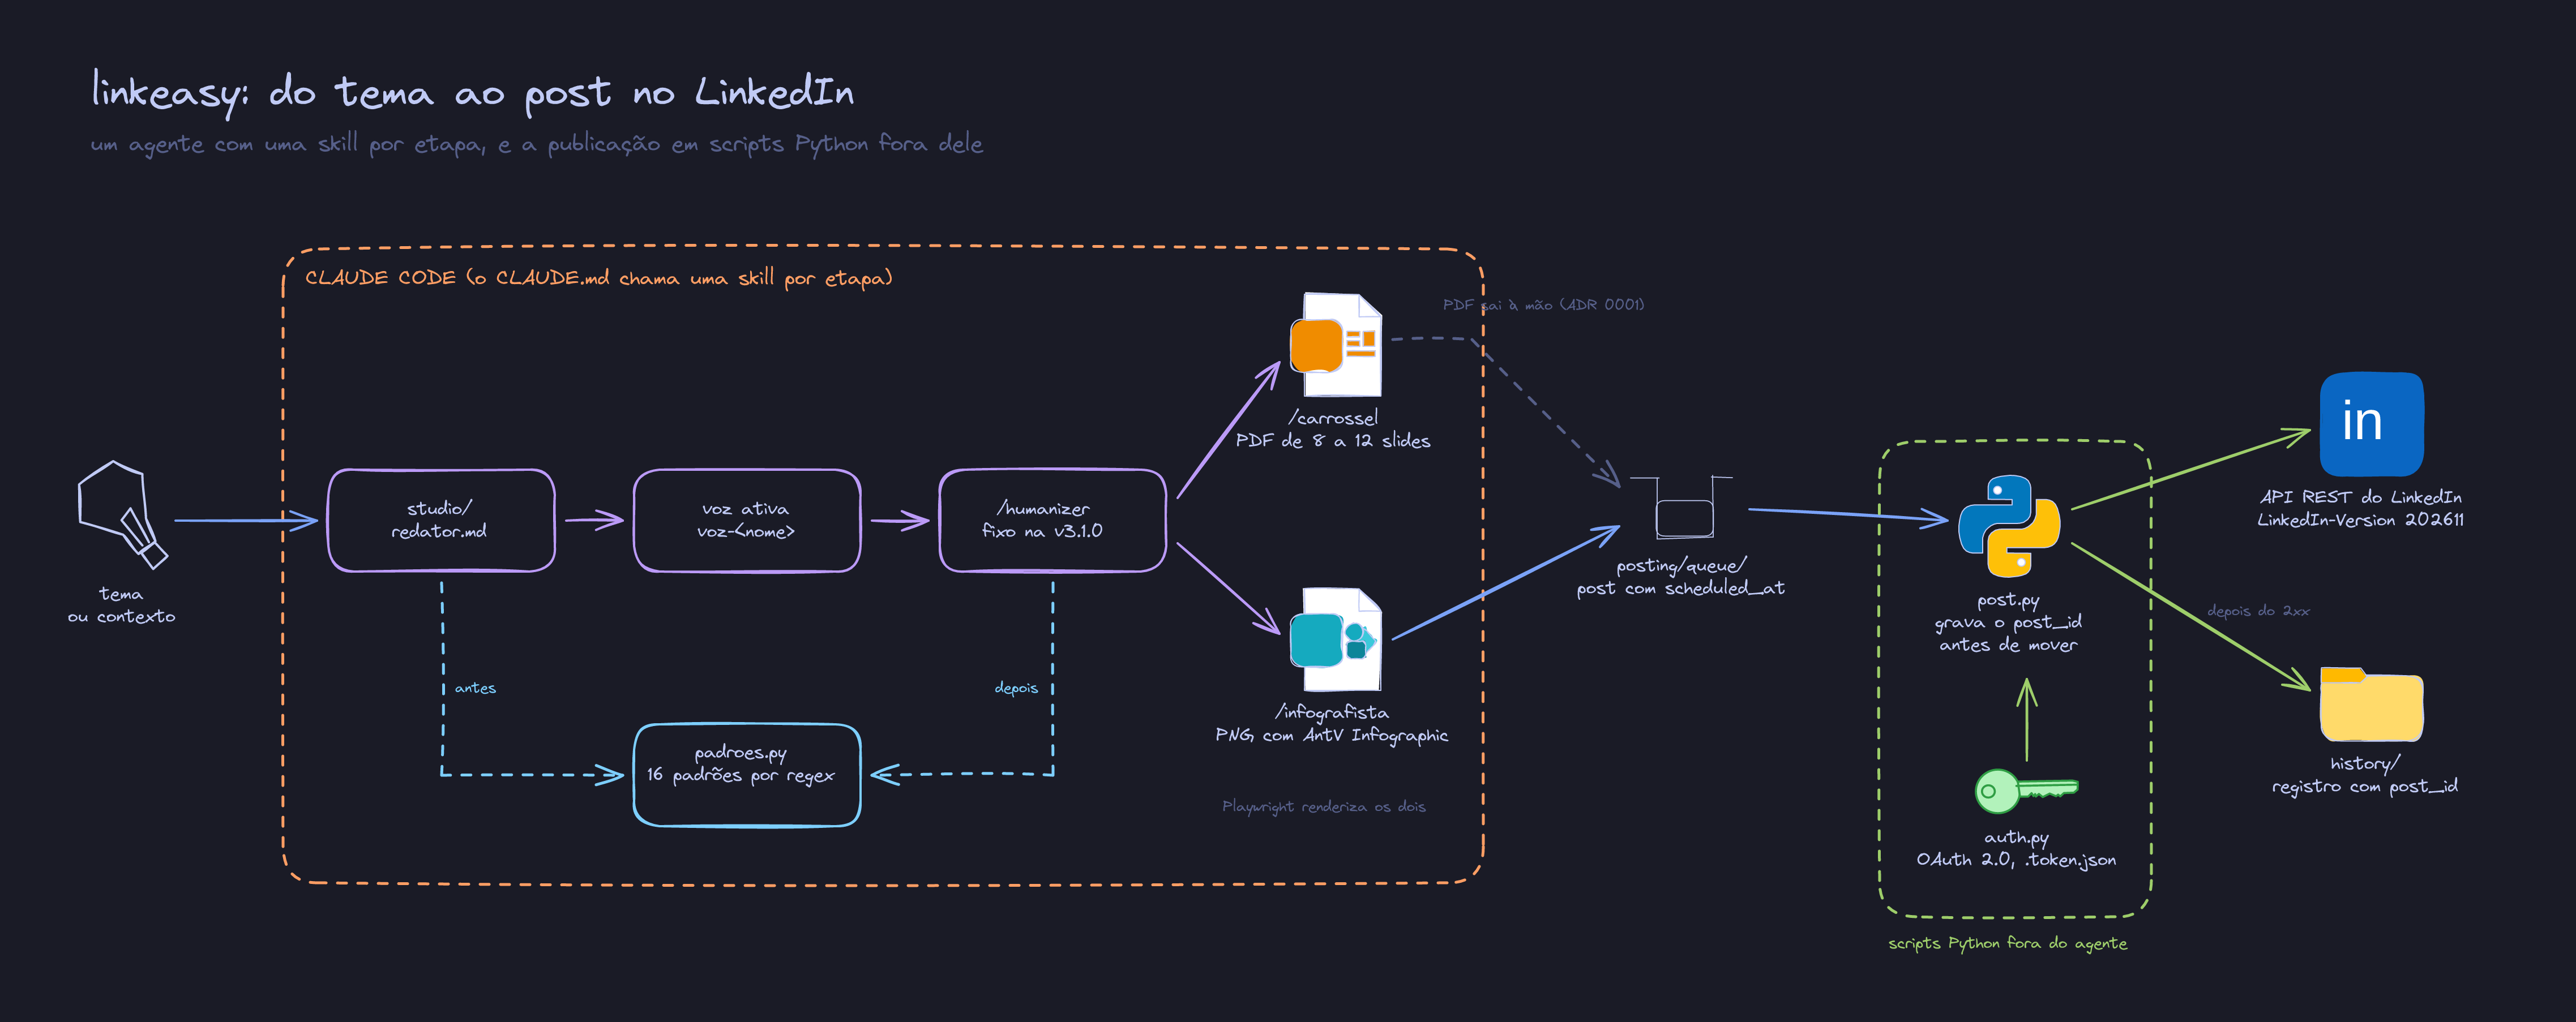 linkeasy: do tema ao post no LinkedIn
um agente com uma skill por etapa, e a publicação em scripts Python fora dele
CLAUDE CODE (o CLAUDE.md chama uma skill por etapa)
tema
ou contexto
studio/
redator.md
voz ativa
voz-<nome>
/humanizer
fixo na v3.1.0
antes
depois
padroes.py
16 padrões por regex
/carrossel
PDF de 8 a 12 slides
PDF sai à mão (ADR 0001)
/infografista
PNG com AntV Infographic
Playwright renderiza os dois
posting/queue/
post com scheduled_at
post.py
grava o post_id
antes de mover
auth.py
OAuth 2.0, .token.json
scripts Python fora do agente
in
API REST do LinkedIn
LinkedIn-Version 202611
depois do 2xx
history/
registro com post_id